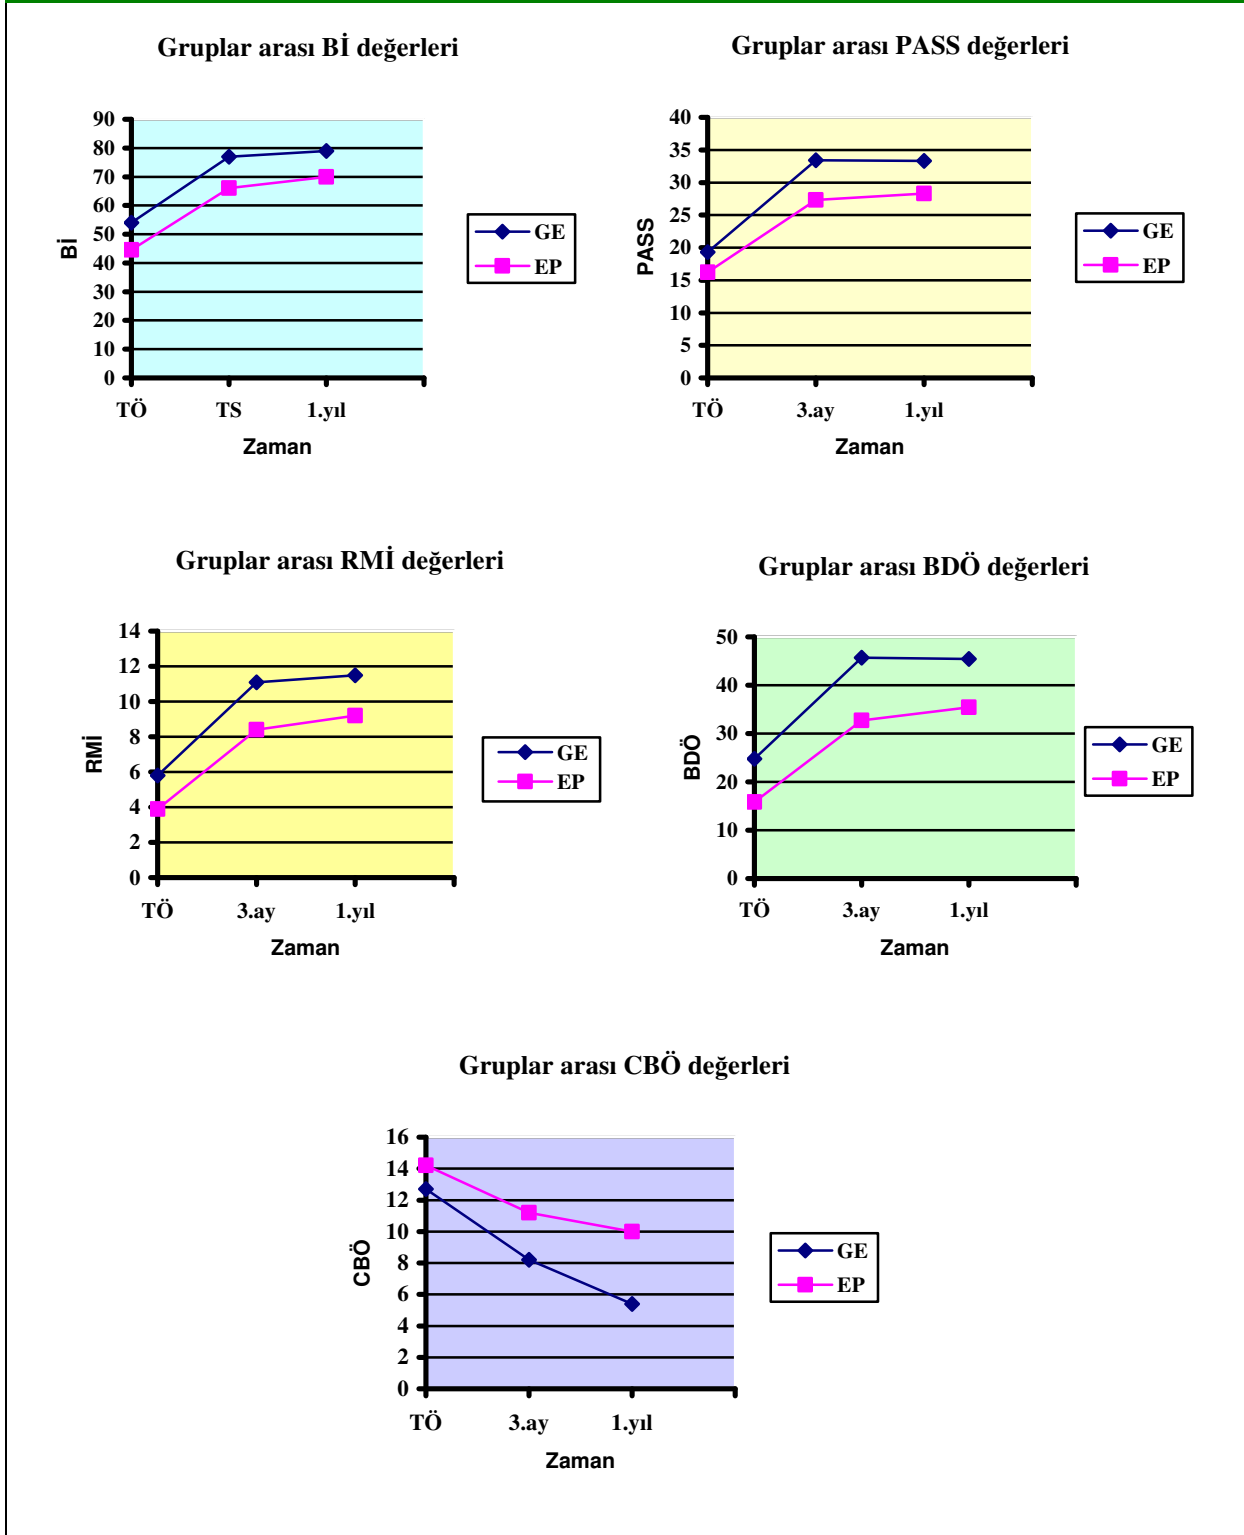 Gruplar arası Bİ değerleri
90
80
70
60
50
40
30
20
10
0
Bİ
TÖ TS 1.yıl
Zaman
GE
EP
Gruplar arası PASS değerleri
40
35
30
25
20
15
10
5
0
PASS
TÖ 3.ay 1.yıl
Zaman
GE
EP
Gruplar arası RMİ değerleri
14
12
10
8
6
4
2
0
RMİ
TÖ 3.ay 1.yıl
Zaman
GE
EP
Gruplar arası BDÖ değerleri
50
40
30
20
10
0
BDÖ
TÖ 3.ay 1.yıl
Zaman
GE
EP
Gruplar arası CBÖ değerleri
16
14
12
10
8
6
4
2
0
CBÖ
TÖ 3.ay 1.yıl
Zaman
GE
EP